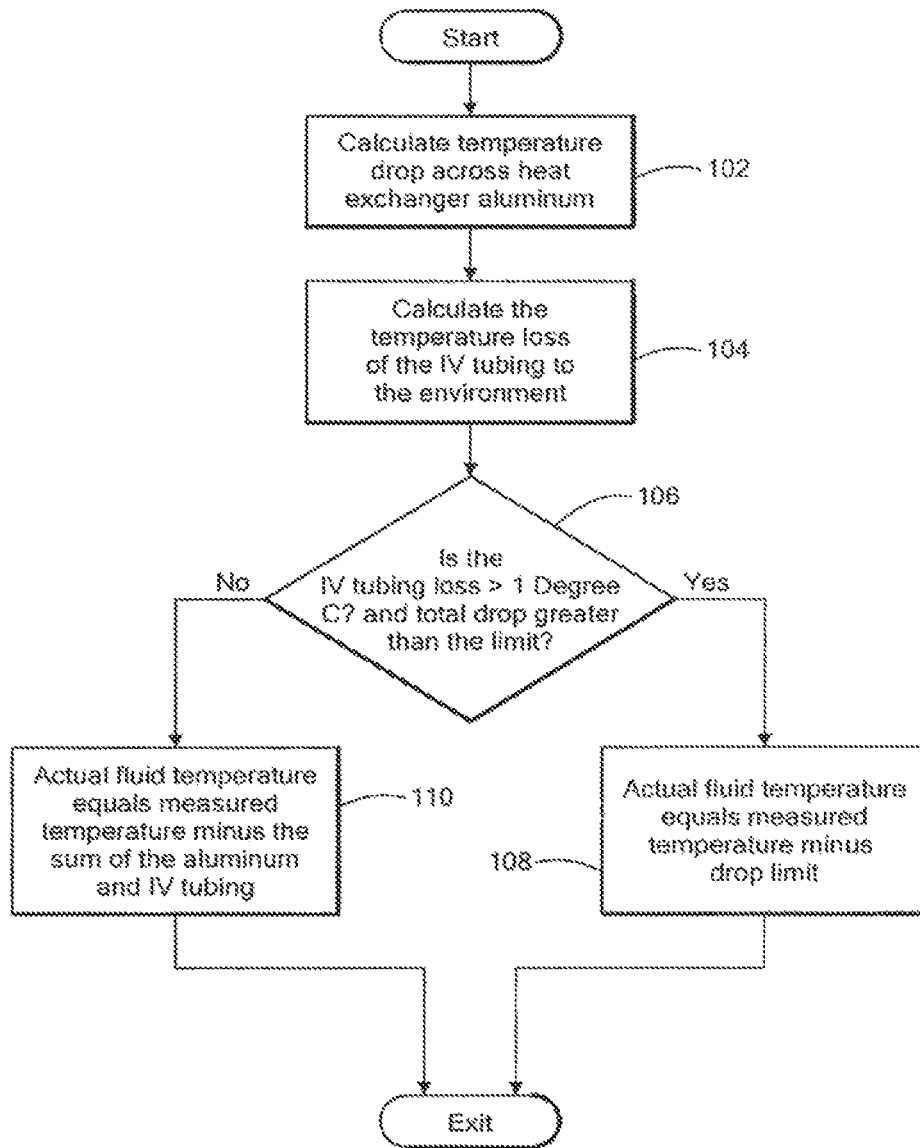 Start
Calculate temperature
drop across heat
exchanger aluminum
102
Calculate the
temperature loss
of the IV tubing to
the environment
104
106
Is the
IV tubing loss > 1 Degree
C? and total drop greater
than the limit?
No
Yes
Actual fluid temperature
equals measured
temperature minus the
sum of the aluminum
and IV tubing
110
Actual fluid temperature
equals measured
temperature minus
drop limit
108
Exit